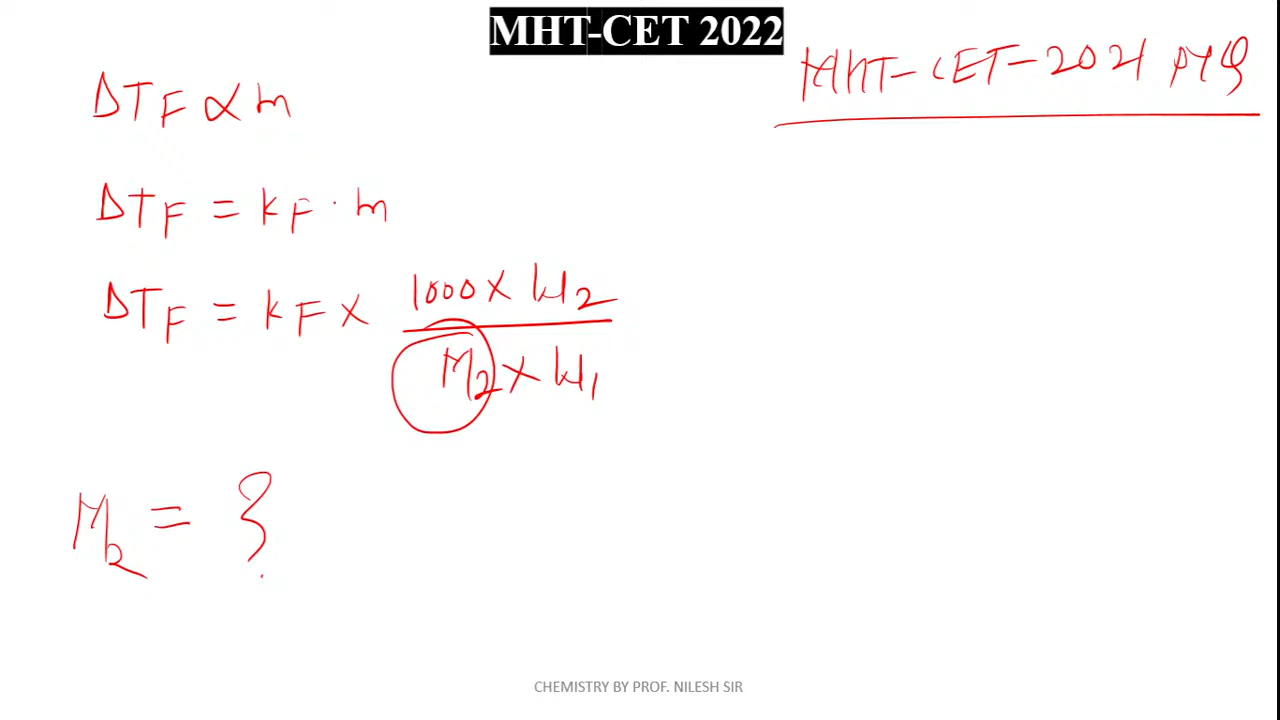 MHT-CET 2022
MHT-CET-2021 PYQ
ΔTF ∝ m
ΔTF = KF · m
ΔTF = KF × 1000 × W2
M2 × W1
M2 = ?
CHEMISTRY BY PROF. NILESH SIR